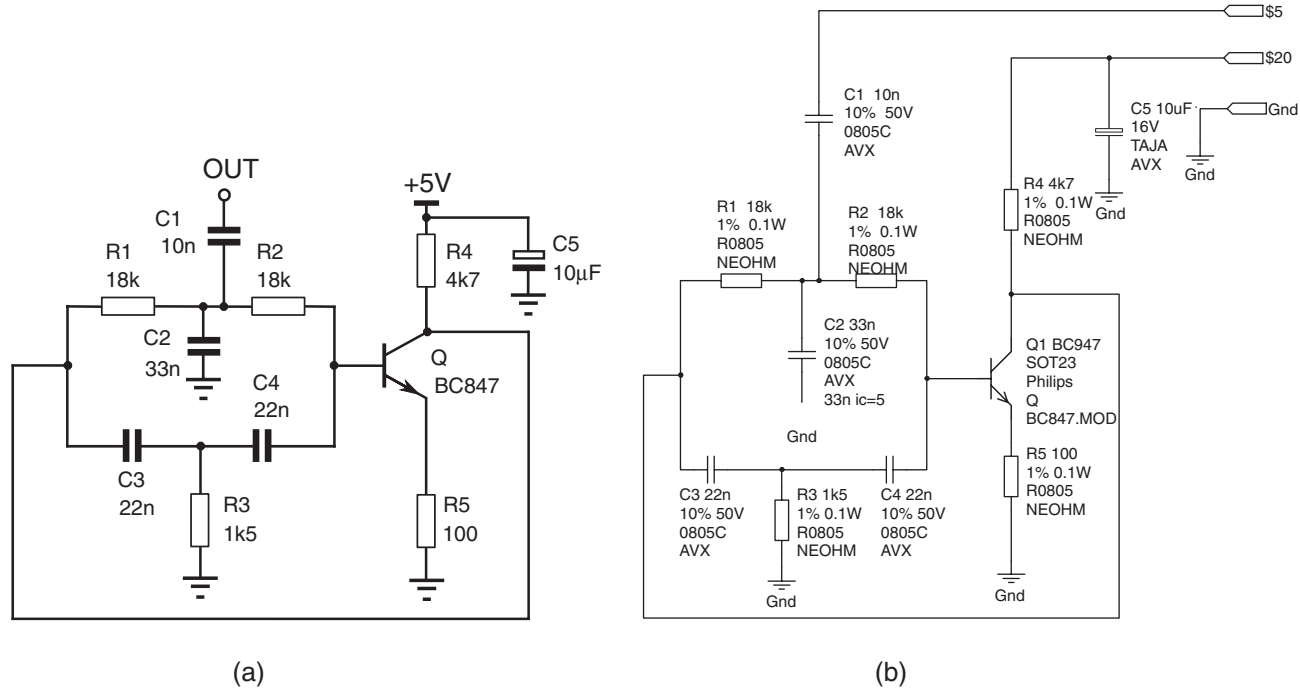 OUT
C1
10n
R1
18k
R2
18k
C2
33n
C4
22n
C3
22n
R3
1k5
+5V
R4
4k7
C5
10μF
Q
BC847
R5
100
(a)
$5
$20
Gnd
C1 10n
10% 50V
0805C
AVX
C5 10uF
16V
TAJA
AVX
Gnd
Gnd
R4 4k7
1% 0.1W
R0805
NEOHM
R1 18k
1% 0.1W
R0805
NEOHM
R2 18k
1% 0.1W
R0805
NEOHM
C2 33n
10% 50V
0805C
AVX
33n ic=5
Gnd
Q1 BC947
SOT23
Philips
Q
BC847.MOD
C3 22n
10% 50V
0805C
AVX
R3 1k5
1% 0.1W
R0805
NEOHM
Gnd
C4 22n
10% 50V
0805C
AVX
R5 100
1% 0.1W
R0805
NEOHM
Gnd
(b)